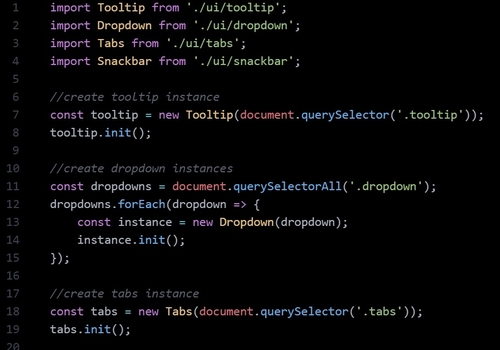 1 import Tooltip from './ui/tooltip';
2 import Dropdown from './ui/dropdown';
3 import Tabs from './ui/tabs';
4 import Snackbar from './ui/snackbar';
5
6 //create tooltip instance
7 const tooltip = new Tooltip(document.querySelector('.tooltip'));
8 tooltip.init();
9
10 //create dropdown instances
11 const dropdowns = document.querySelectorAll('.dropdown');
12 dropdowns.forEach(dropdown => {
13     const instance = new Dropdown(dropdown);
14     instance.init();
15 });
16
17 //create tabs instance
18 const tabs = new Tabs(document.querySelector('.tabs'));
19 tabs.init();
20